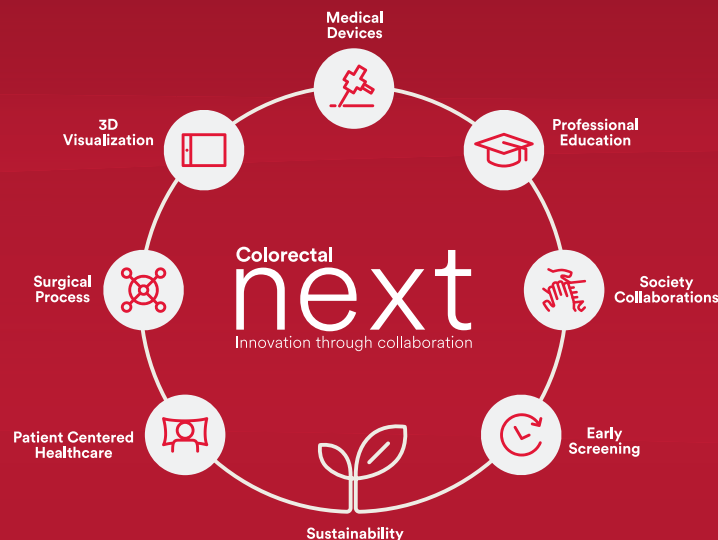 Medical
Devices
3D
Visualization
Professional
Education
Colorectal
next
Innovation through collaboration
Surgical
Process
Society
Collaborations
Patient Centered
Healthcare
Early
Screening
Sustainability